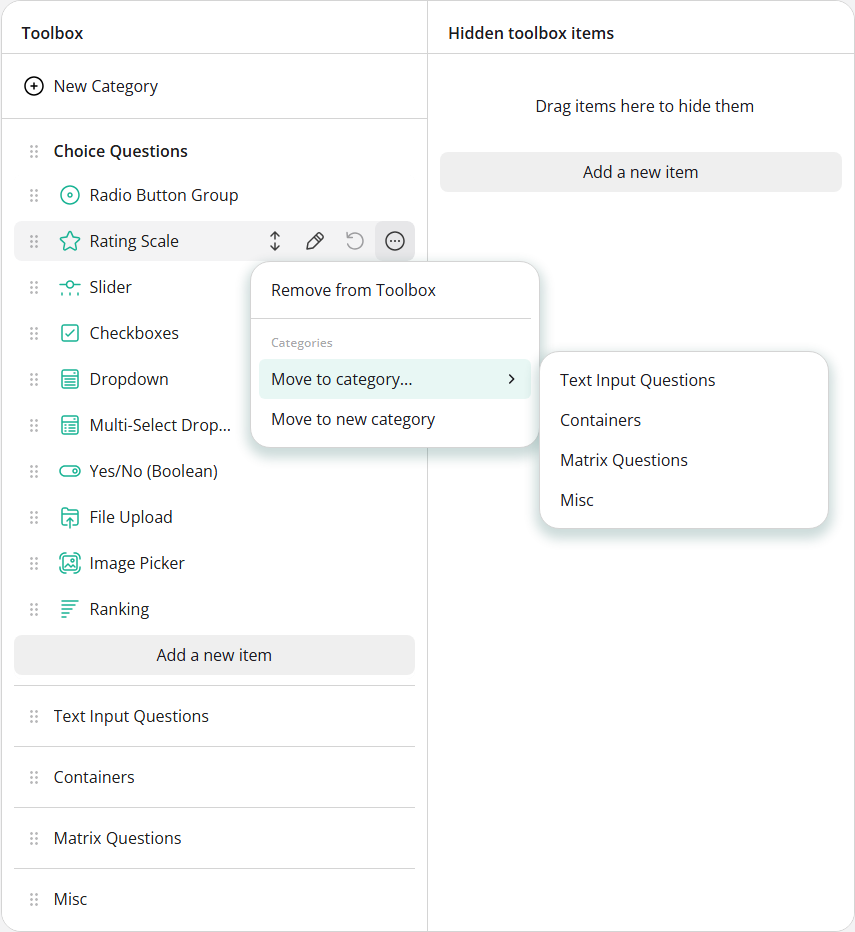 Toolbox
New Category
Choice Questions
Radio Button Group
Rating Scale
Slider
Checkboxes
Dropdown
Multi-Select Drop...
Yes/No (Boolean)
File Upload
Image Picker
Ranking
Add a new item
Text Input Questions
Containers
Matrix Questions
Misc
Remove from Toolbox
Categories
Move to category...
Move to new category
Text Input Questions
Containers
Matrix Questions
Misc
Hidden toolbox items
Drag items here to hide them
Add a new item